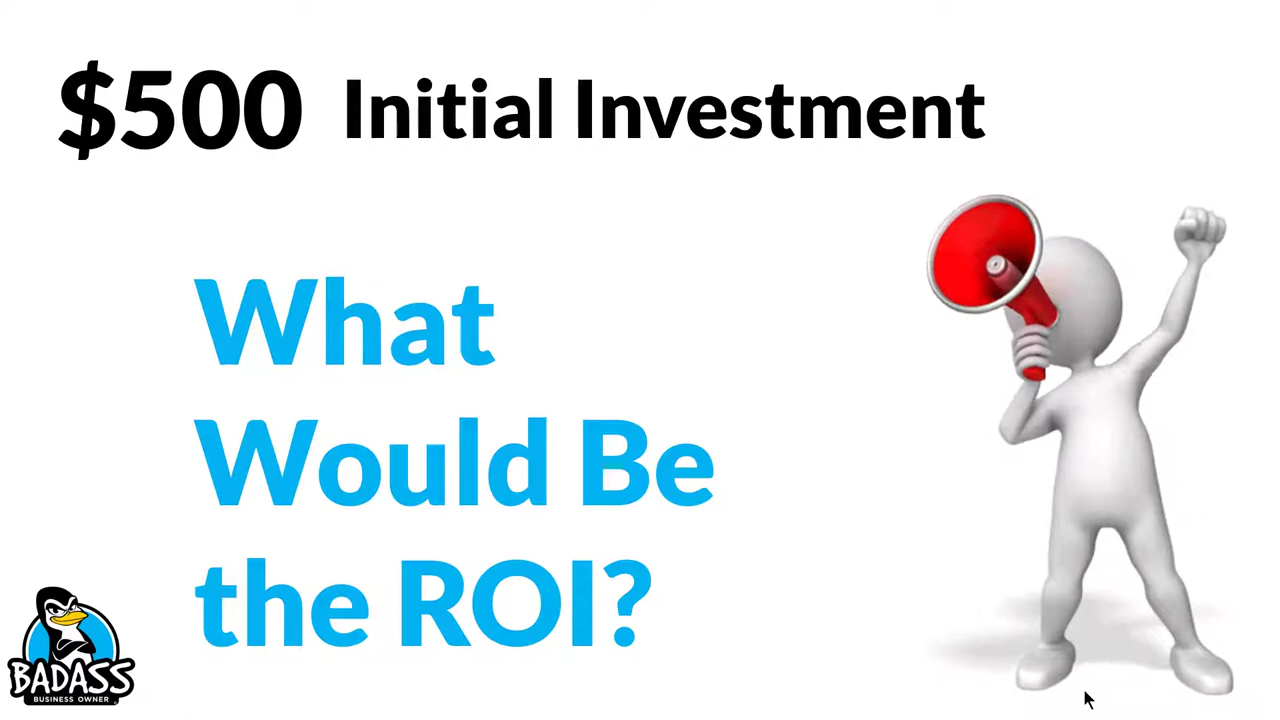 $500 Initial Investment
What
Would Be
the ROI?
BADASS
BUSINESS OWNER